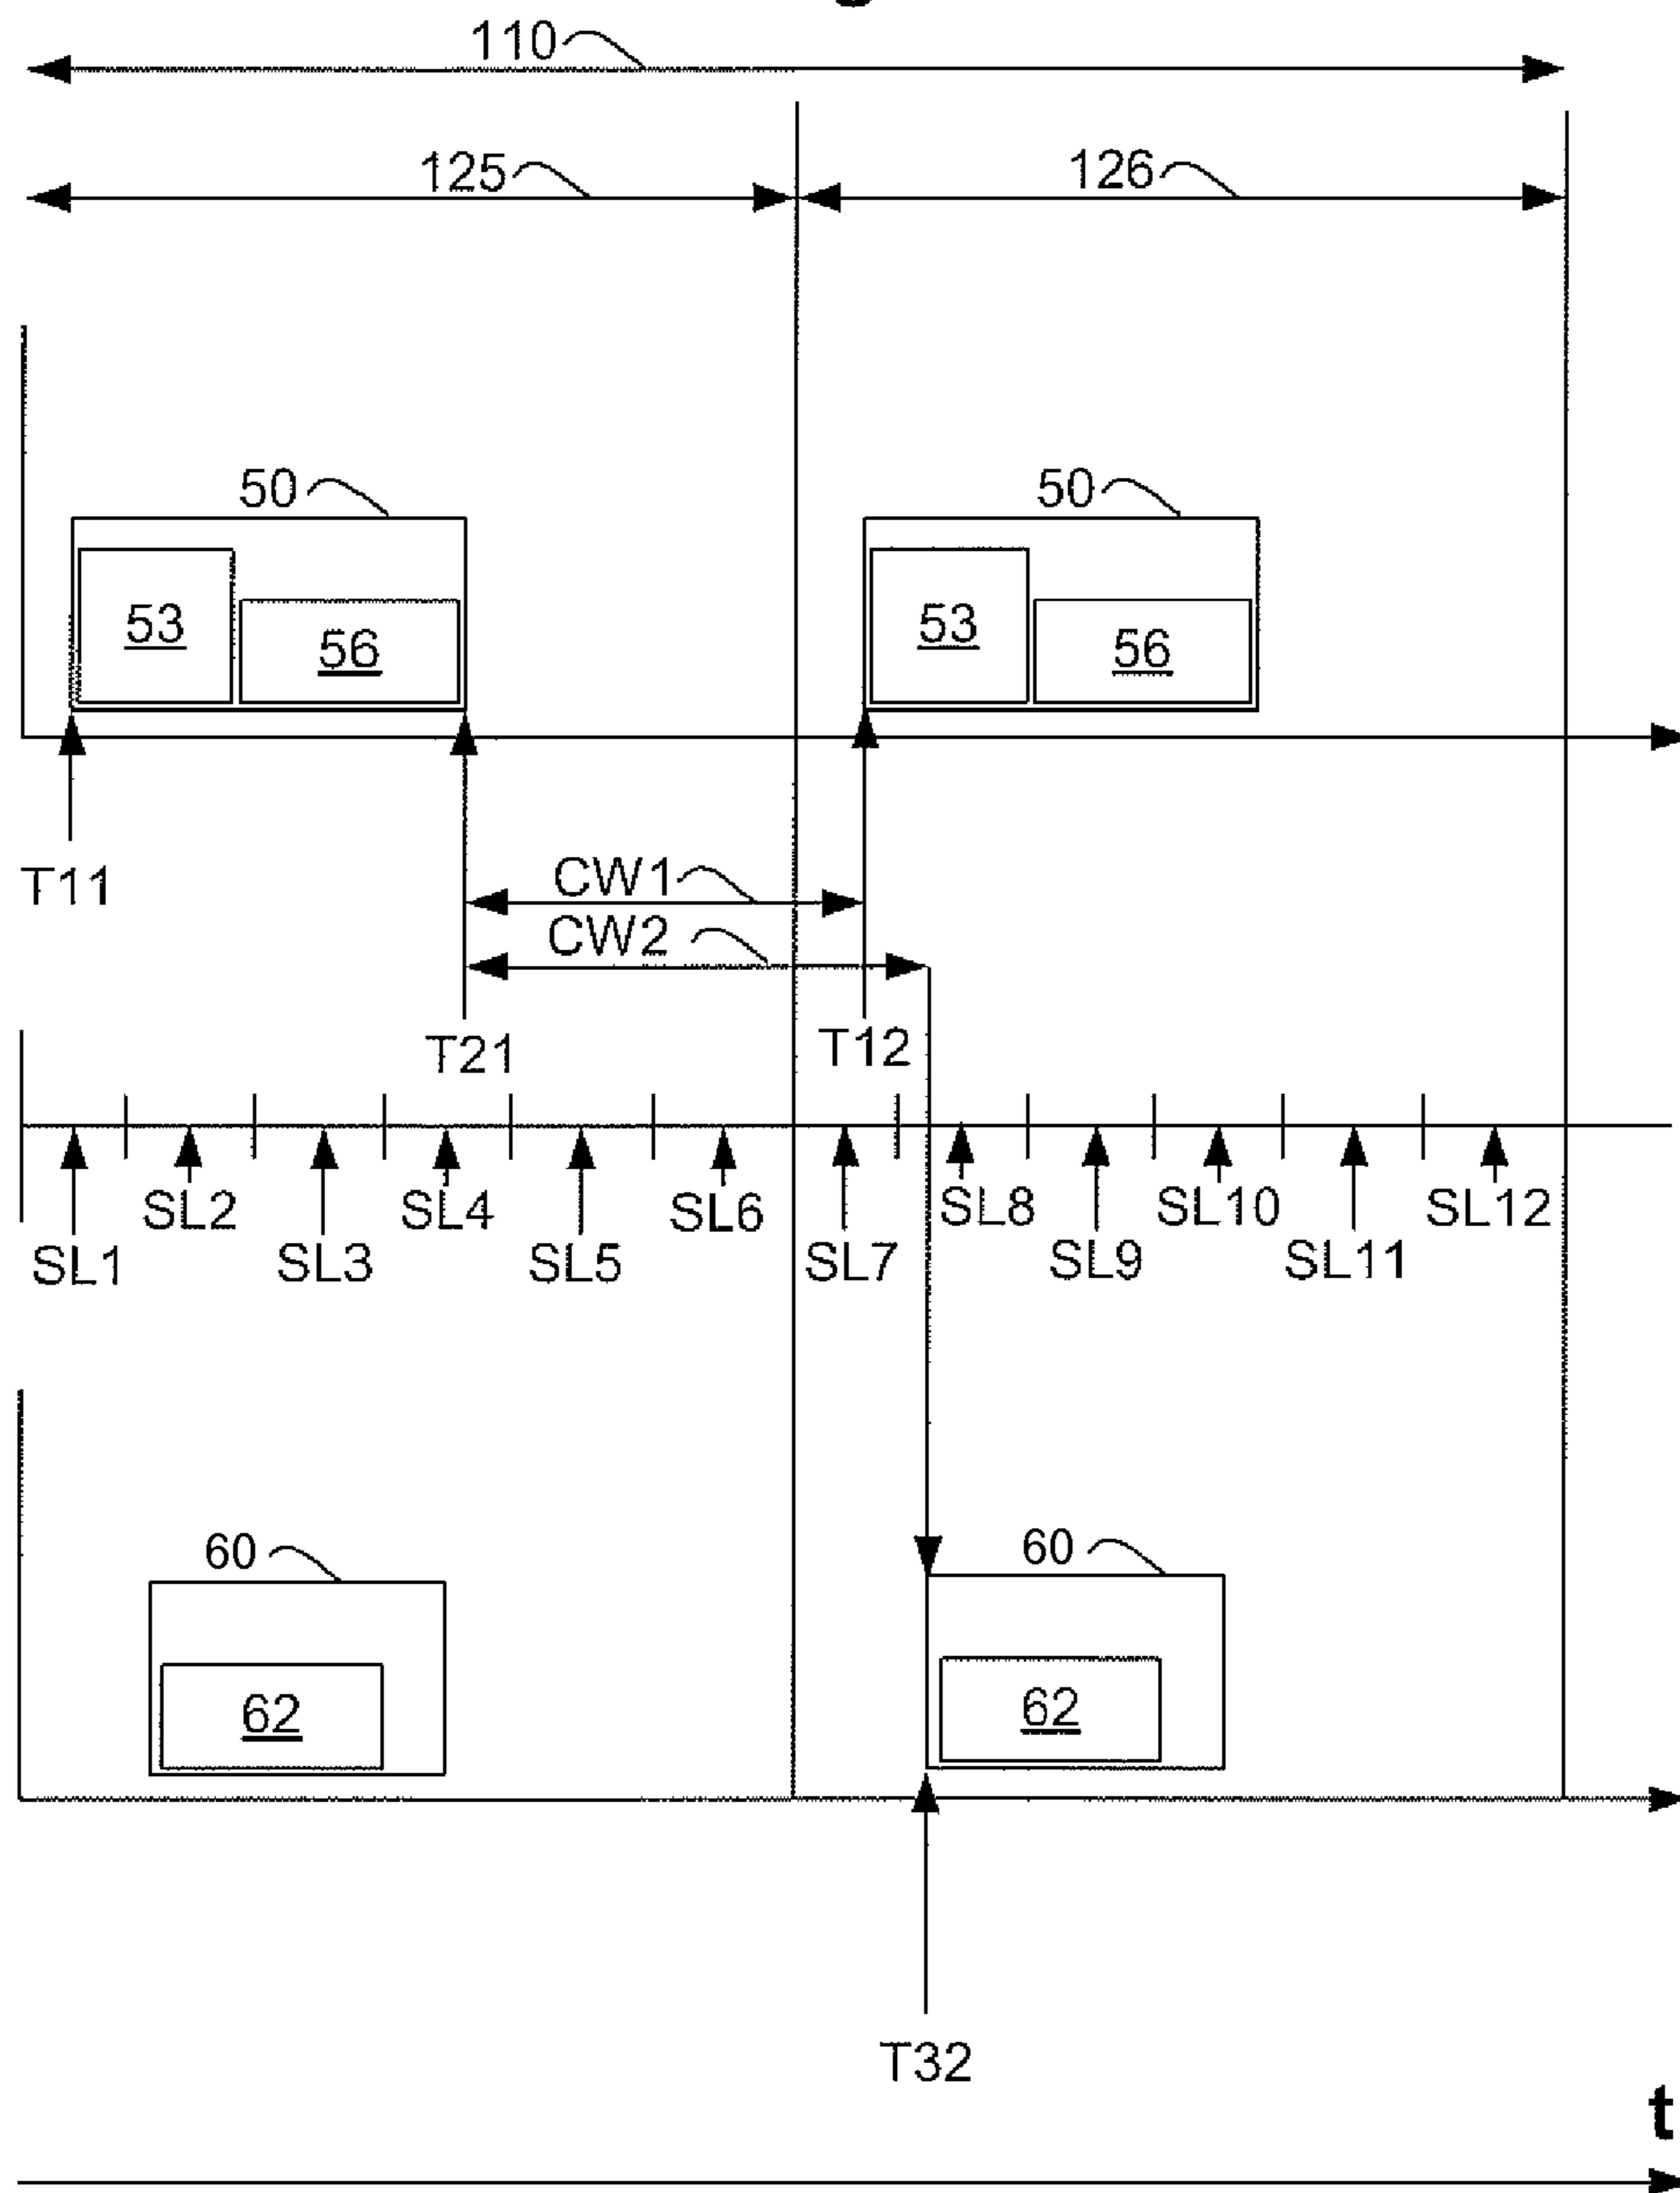 110
125 126
50 50
53 56 53 56
T11
CW1
CW2
T21 T12
SL2 SL4 SL6 SL8 SL10 SL12
SL1 SL3 SL5 SL7 SL9 SL11
60 60
62 62
T32
t